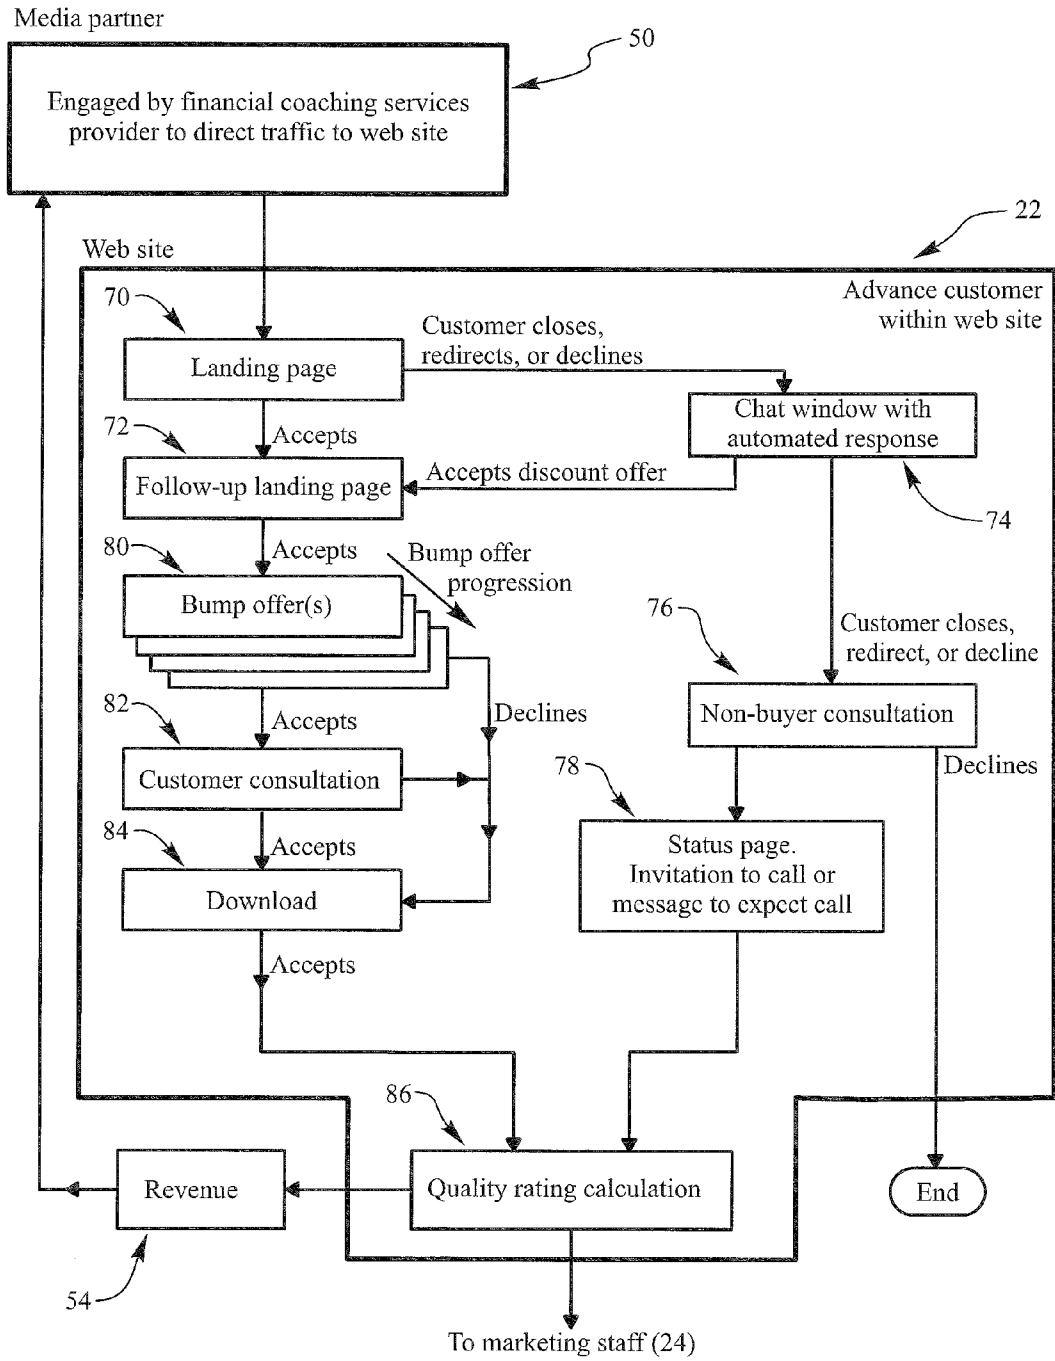 Media partner
50
Engaged by financial coaching services
provider to direct traffic to web site
22
Web site
Advance customer
within web site
70
Customer closes,
redirects, or declines
Landing page
Chat window with
automated response
72
Accepts
Accepts discount offer
Follow-up landing page
74
80
Accepts
Bump offer
progression
Bump offer(s)
76
Customer closes,
redirect, or decline
82
Accepts
Declines
Non-buyer consultation
Customer consultation
78
Declines
84
Accepts
Status page.
Invitation to call or
message to expect call
Download
Accepts
86
Revenue
Quality rating calculation
End
54
To marketing staff (24)